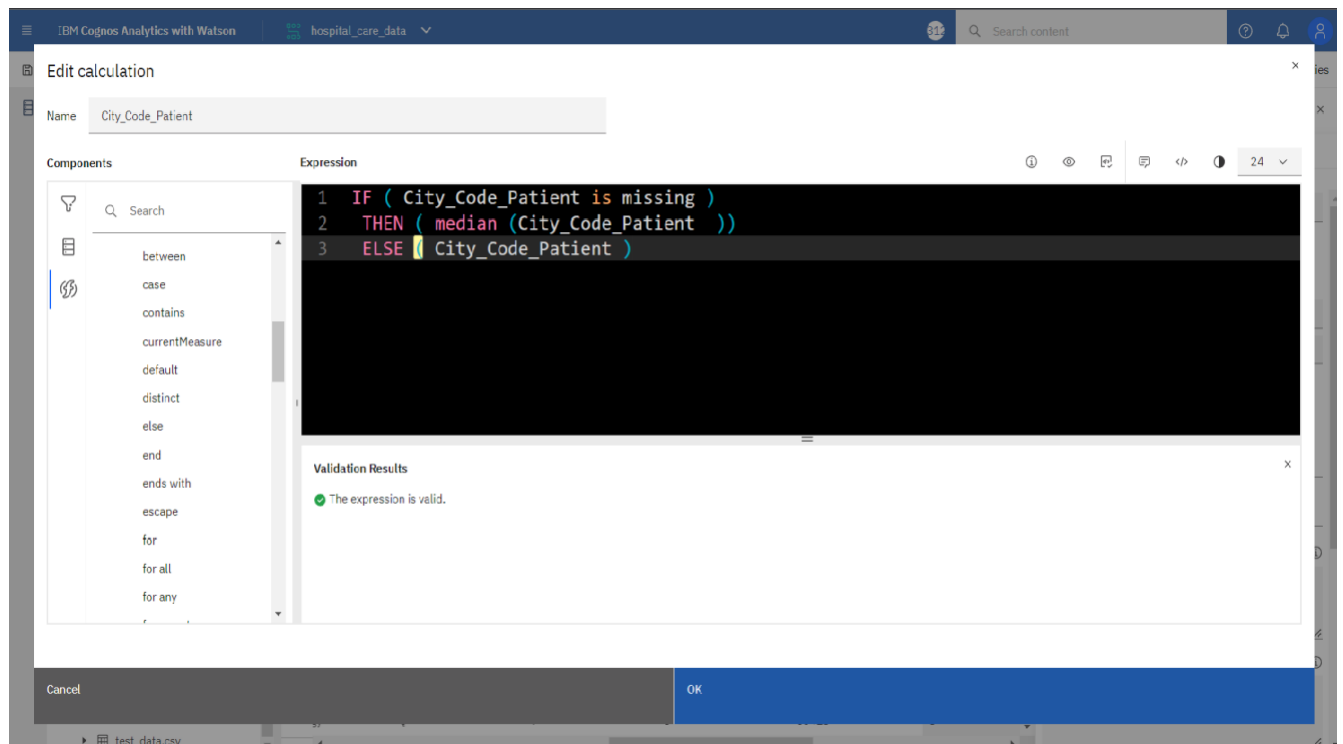 IBM Cognos Analytics with Watson
hospital_care_data
Search content
Edit calculation
ies
Name
City_Code_Patient
Components
Expression
24
Search
between
case
contains
currentMeasure
default
distinct
else
end
ends with
escape
for
for all
for any
1 IF ( City_Code_Patient is missing )
2 THEN ( median (City_Code_Patient ))
3 ELSE ( City_Code_Patient )
Validation Results
The expression is valid.
Cancel
OK
test_data.csv